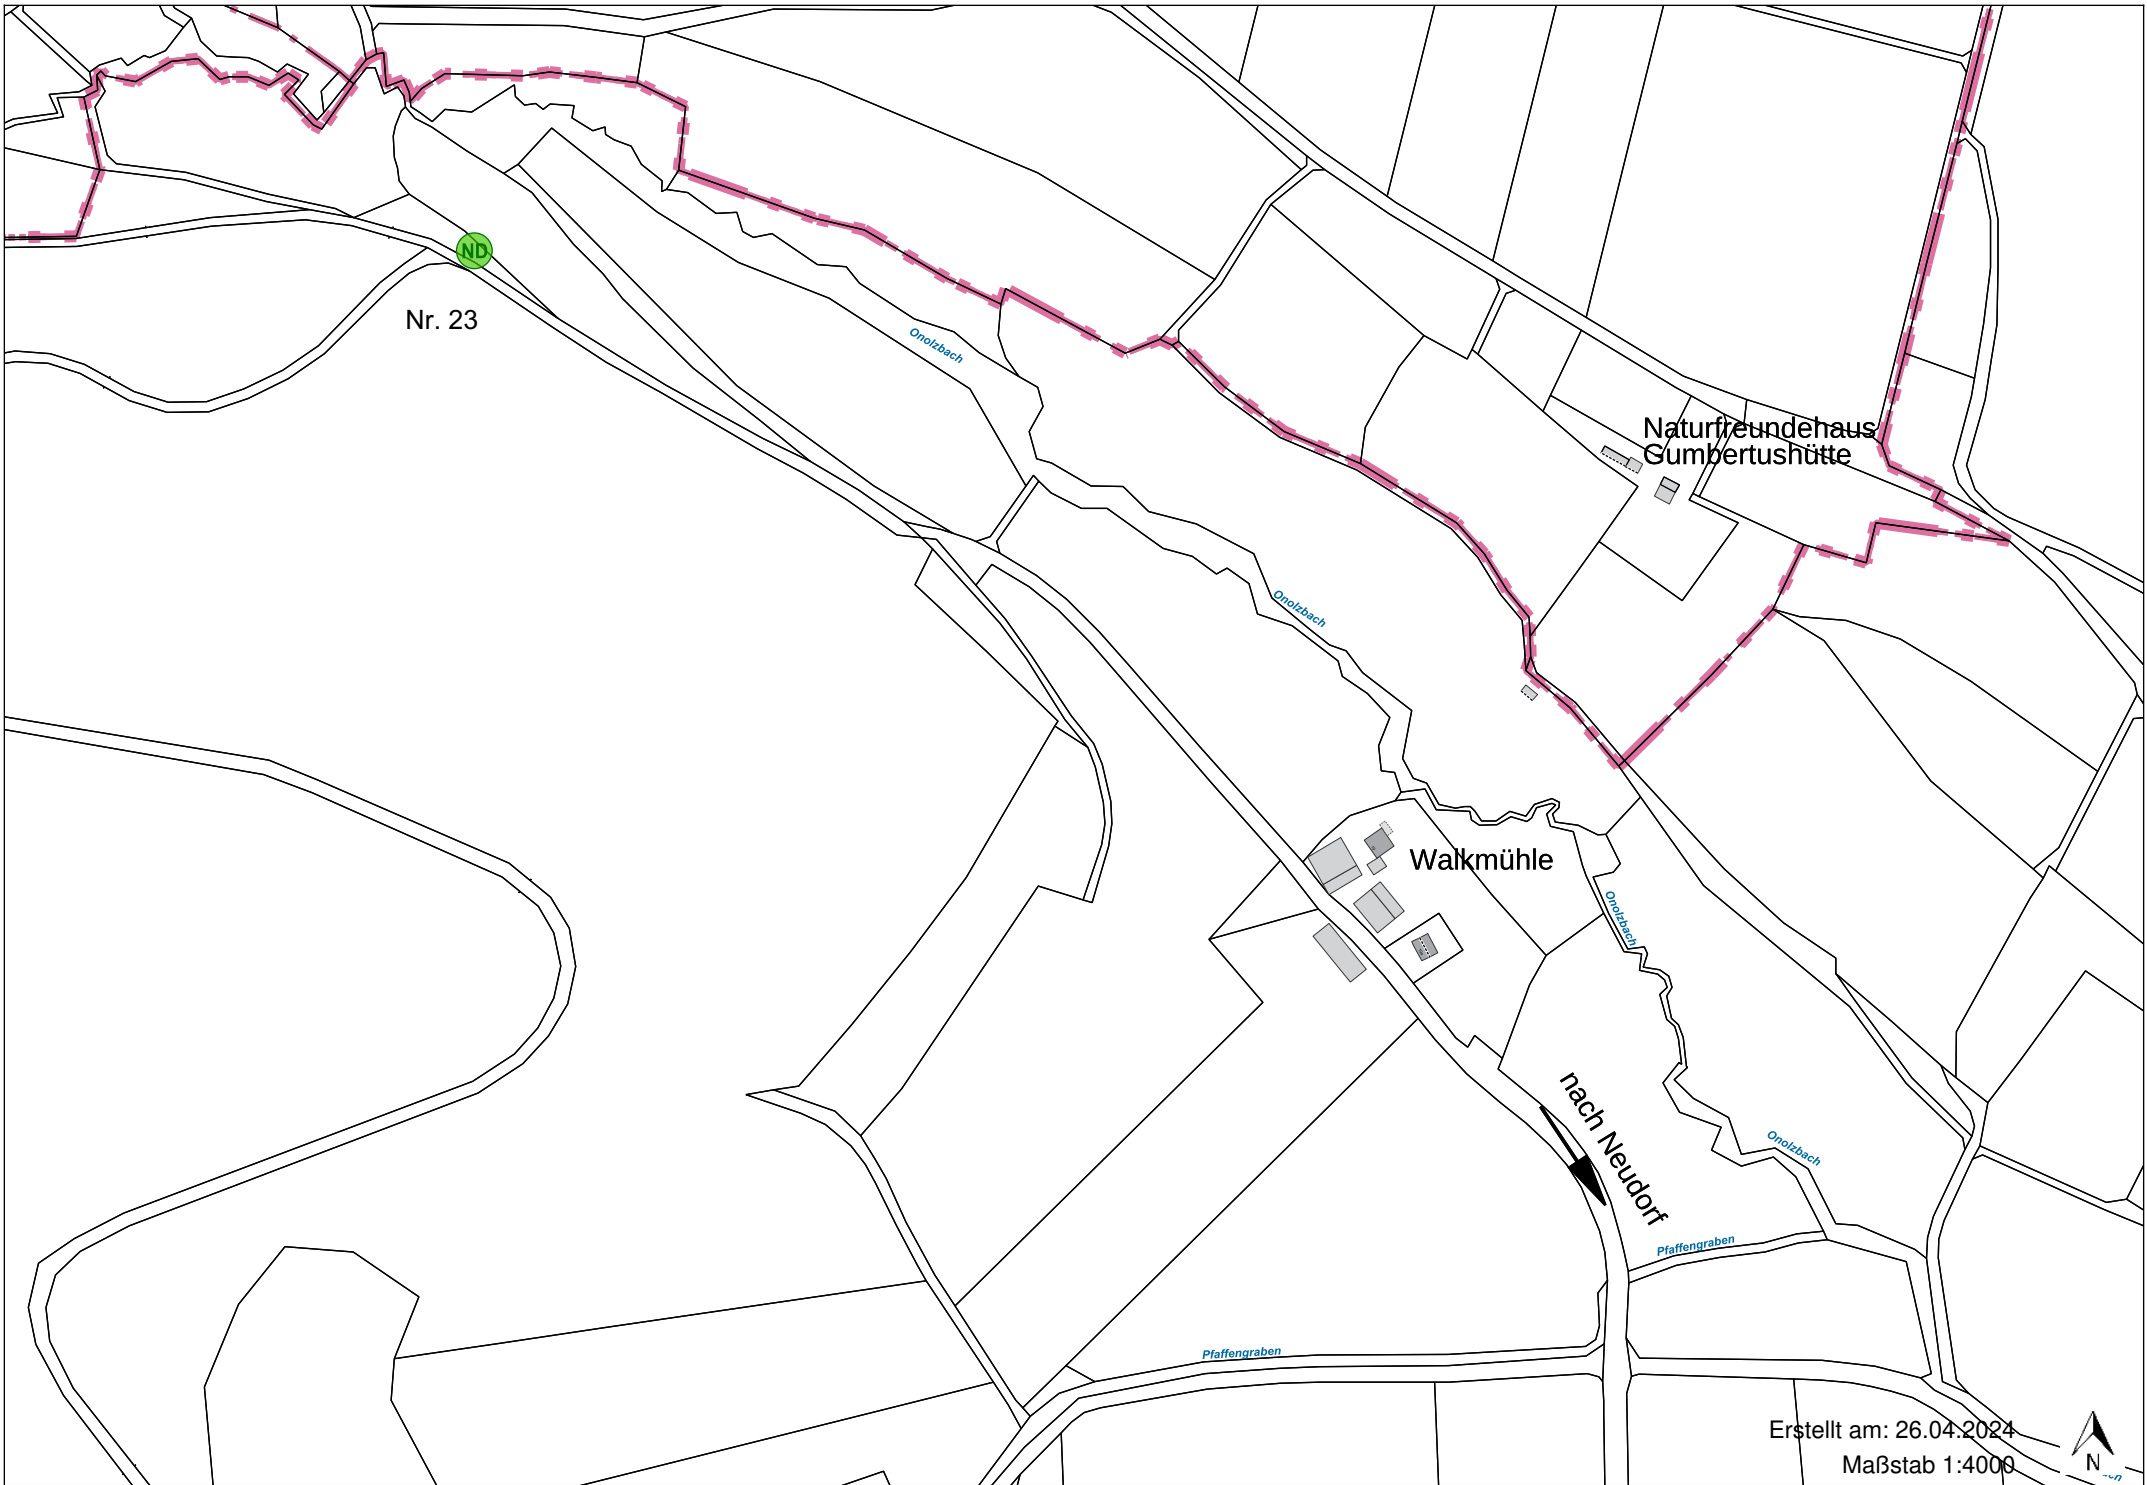 ND
Nr. 23
Onolzbach
Naturfreundehaus
Gumbertushütte
Onolzbach
Walkmühle
Onolzbach
nach Neudorf
Onolzbach
Pfaffengraben
Pfaffengraben
Erstellt am: 26.04.2024
Maßstab 1:4000
N